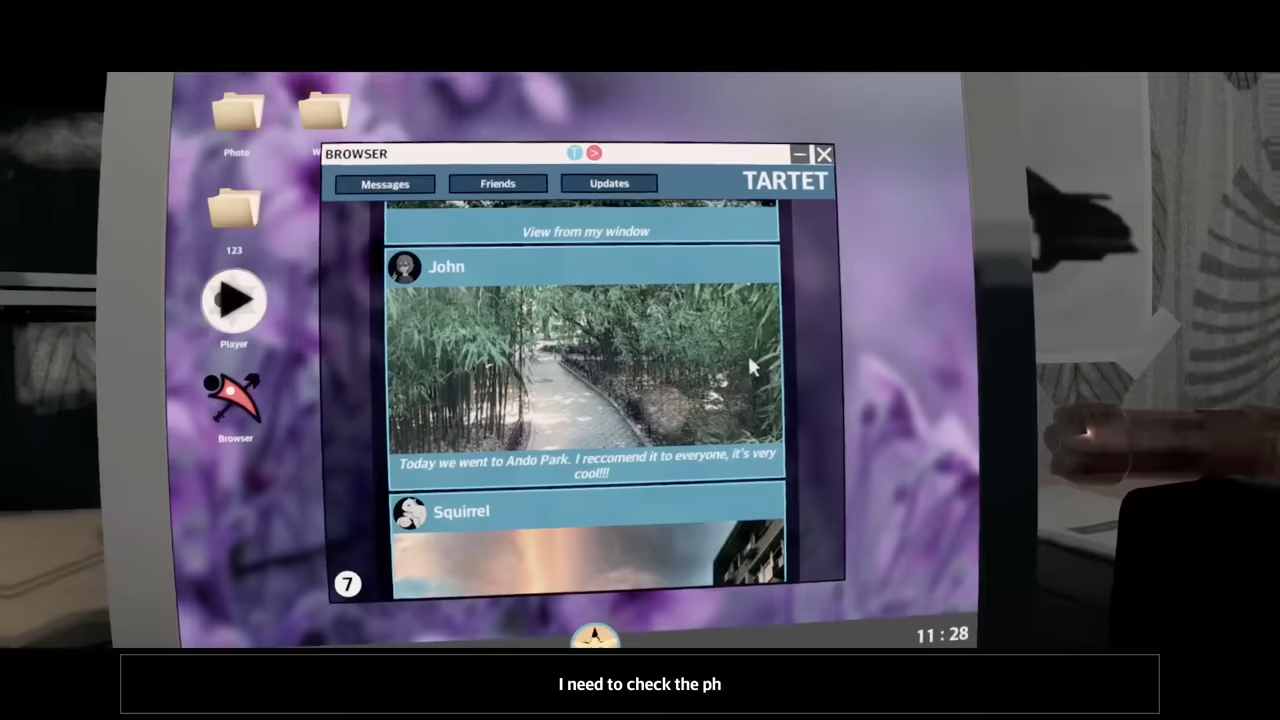 Photo
W
BROWSER
T >
Messages
Friends
Updates
TARTET
View from my window
123
John
Player
Today we went to Ando Park. I reccomend it to everyone, it's very
cool!!!
Browser
Squirrel
7
11 : 28
I need to check the ph